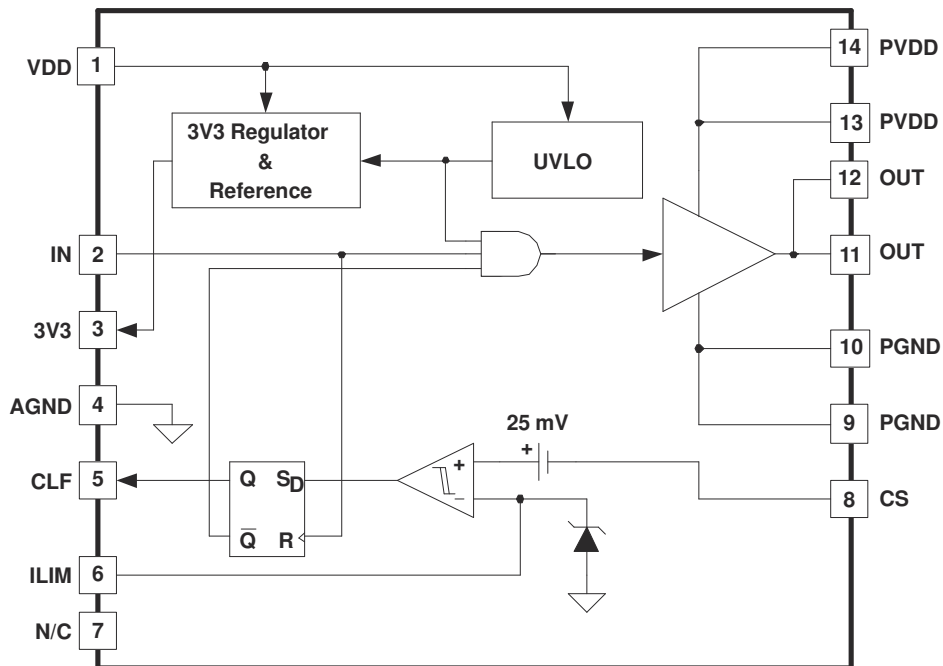 VDD 1
14 PVDD
3V3 Regulator
&
Reference
UVLO
13 PVDD
12 OUT
IN 2
11 OUT
3V3 3
10 PGND
AGND 4
9 PGND
25 mV
+
CLF 5
Q SD
+
−
8 CS
Q̅ R
ILIM 6
N/C 7